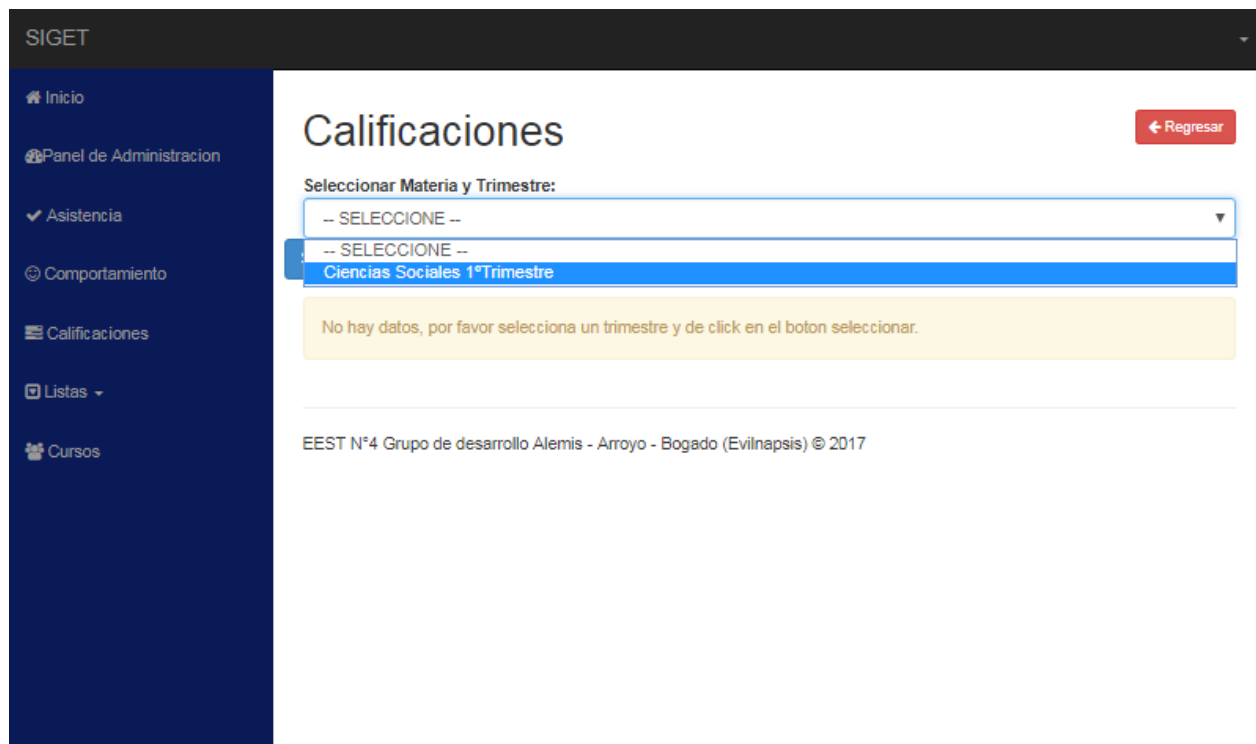 SIGET
Inicio
Panel de Administracion
Asistencia
Comportamiento
Calificaciones
Listas
Cursos
Calificaciones
Regresar
Seleccionar Materia y Trimestre:
-- SELECCIONE --
-- SELECCIONE --
Ciencias Sociales 1ºTrimestre
No hay datos, por favor selecciona un trimestre y de click en el boton seleccionar.
EEST N°4 Grupo de desarrollo Alemis - Arroyo - Bogado (Evilnapsis) © 2017